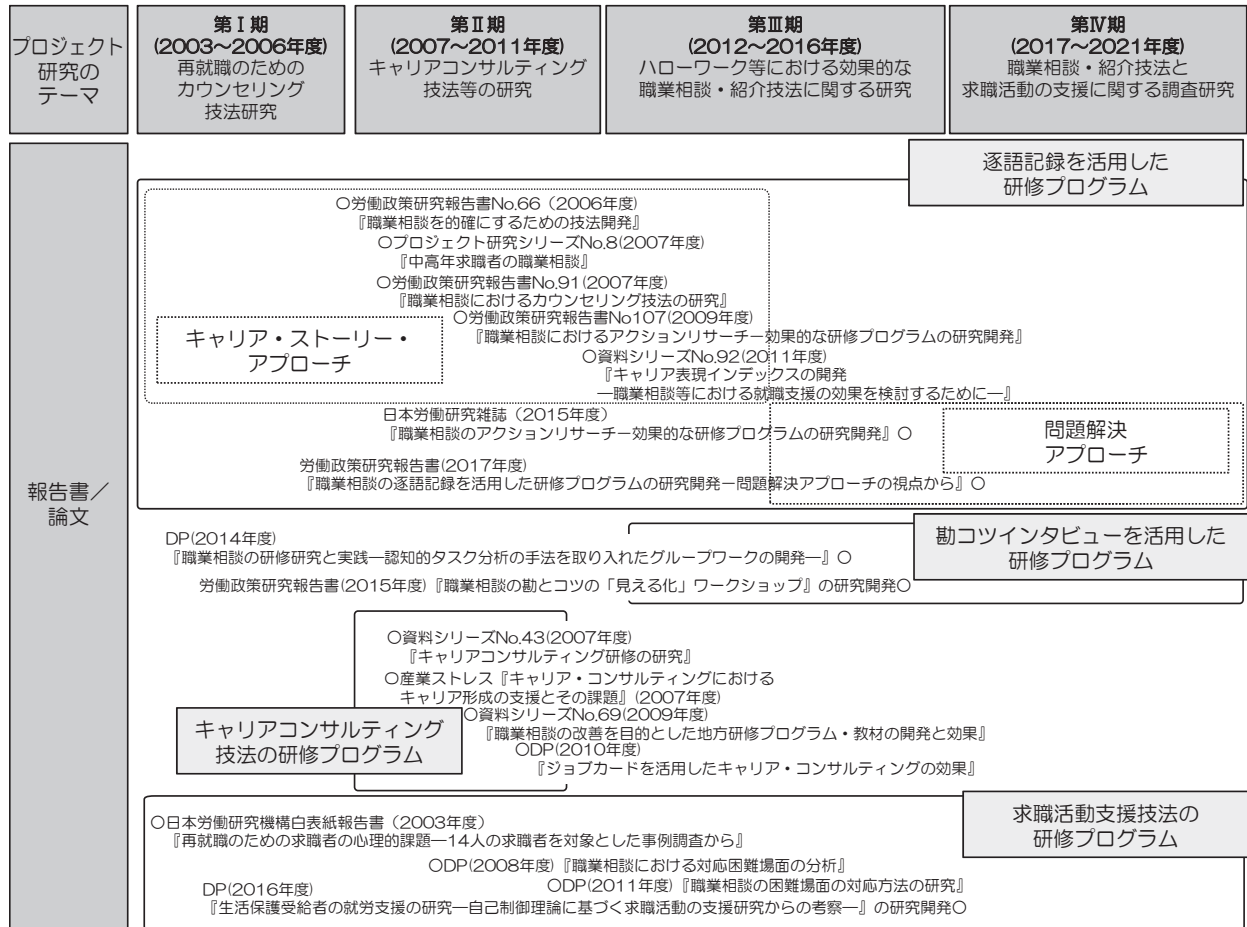 プロジェクト
研究の
テーマ
第Ⅰ期
(2003～2006年度)
再就職のための
カウンセリング
技法研究
第Ⅱ期
(2007～2011年度)
キャリアコンサルティング
技法等の研究
第Ⅲ期
(2012～2016年度)
ハローワーク等における効果的な
職業相談・紹介技法に関する研究
第Ⅳ期
(2017～2021年度)
職業相談・紹介技法と
求職活動の支援に関する調査研究
報告書／
論文
逐語記録を活用した
研修プログラム
○労働政策研究報告書No.66（2006年度）
『職業相談を的確にするための技法開発』
○プロジェクト研究シリーズNo.8(2007年度)
『中高年求職者の職業相談』
○労働政策研究報告書No.91(2007年度)
『職業相談におけるカウンセリング技法の研究』
○労働政策研究報告書No107(2009年度)
『職業相談におけるアクションリサーチー効果的な研修プログラムの研究開発』
キャリア・ストーリー・
アプローチ
○資料シリーズNo.92(2011年度)
『キャリア表現インデックスの開発
―職業相談等における就職支援の効果を検討するために―』
日本労働研究雑誌（2015年度）
『職業相談のアクションリサーチー効果的な研修プログラムの研究開発』○
問題解決
アプローチ
労働政策研究報告書(2017年度)
『職業相談の逐語記録を活用した研修プログラムの研究開発ー問題解決アプローチの視点から』○
勘コツインタビューを活用した
研修プログラム
DP(2014年度)
『職業相談の研修研究と実践―認知的タスク分析の手法を取り入れたグループワークの開発―』○
労働政策研究報告書(2015年度)『職業相談の勘とコツの「見える化」ワークショップ』の研究開発○
○資料シリーズNo.43(2007年度)
『キャリアコンサルティング研修の研究』
○産業ストレス『キャリア・コンサルティングにおける
キャリア形成の支援とその課題』(2007年度)
キャリアコンサルティング
技法の研修プログラム
○資料シリーズNo.69(2009年度)
『職業相談の改善を目的とした地方研修プログラム・教材の開発と効果』
○DP(2010年度)
『ジョブカードを活用したキャリア・コンサルティングの効果』
求職活動支援技法の
研修プログラム
○日本労働研究機構白表紙報告書（2003年度）
『再就職のための求職者の心理的課題―14人の求職者を対象とした事例調査から』
○DP(2008年度)『職業相談における対応困難場面の分析』
○DP(2011年度)『職業相談の困難場面の対応方法の研究』
DP(2016年度)
『生活保護受給者の就労支援の研究―自己制御理論に基づく求職活動の支援研究からの考察―』の研究開発○